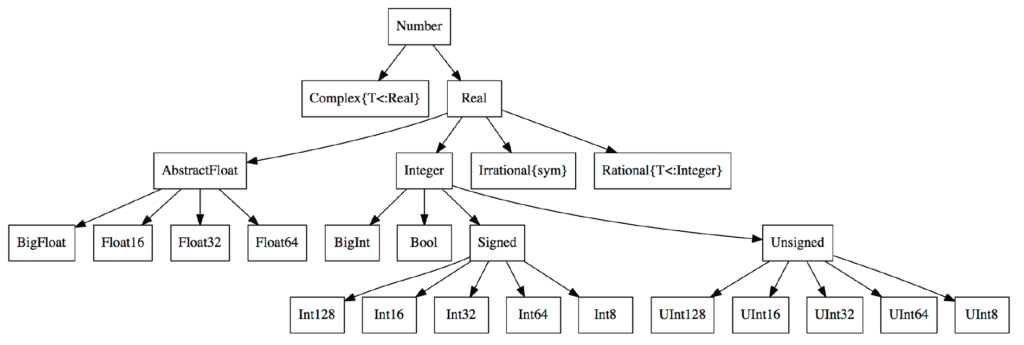 Number
Complex{T<:Real}
Real
AbstractFloat
Integer
Irrational{sym}
Rational{T<:Integer}
BigFloat
Float16
Float32
Float64
BigInt
Bool
Signed
Unsigned
Int128
Int16
Int32
Int64
Int8
UInt128
UInt16
UInt32
UInt64
UInt8